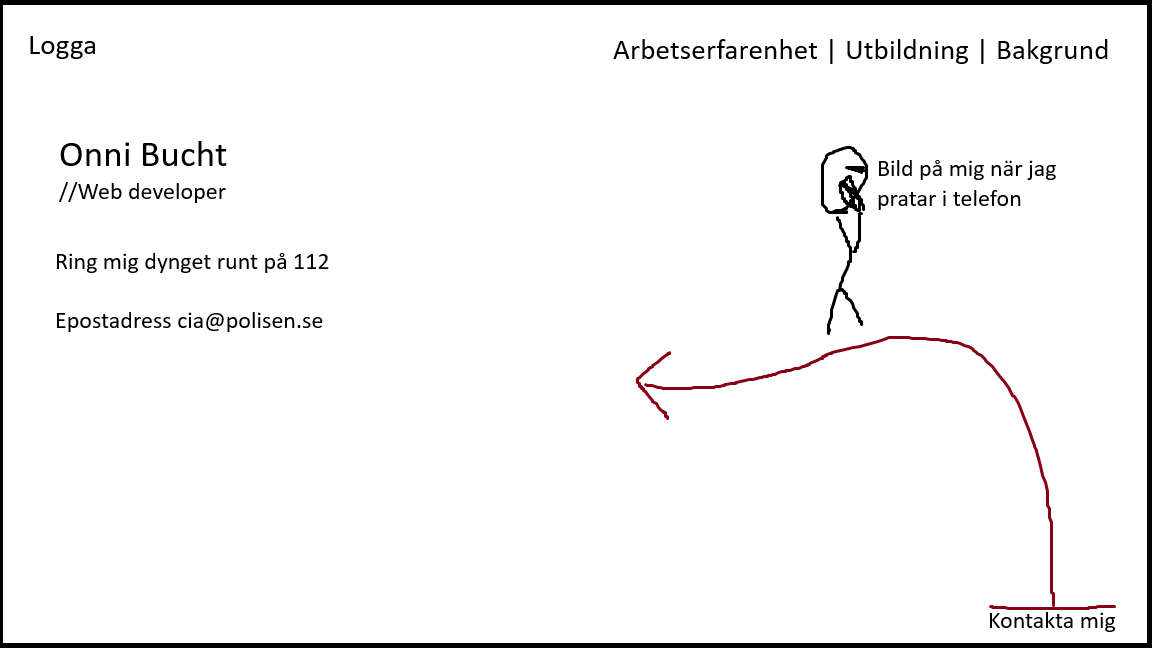 Logga
Arbetserfarenhet | Utbildning | Bakgrund
Onni Bucht
//Web developer
Bild på mig när jag
pratar i telefon
Ring mig dynget runt på 112
Epostadress cia@polisen.se
Kontakta mig